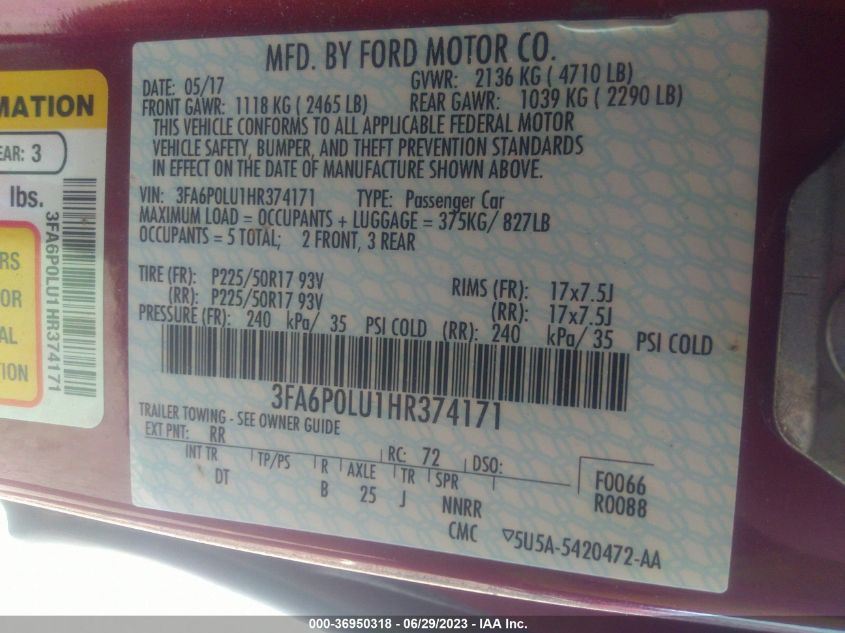 MFD. BY FORD MOTOR CO.
DATE: 05/17 GVWR: 2136 KG ( 4710 LB)
FRONT GAWR: 1118 KG ( 2465 LB) REAR GAWR: 1039 KG ( 2290 LB)
THIS VEHICLE CONFORMS TO ALL APPLICABLE FEDERAL MOTOR
VEHICLE SAFETY, BUMPER, AND THEFT PREVENTION STANDARDS
IN EFFECT ON THE DATE OF MANUFACTURE SHOWN ABOVE.
VIN: 3FA6P0LU1HR374171 TYPE: Passenger Car
MAXIMUM LOAD = OCCUPANTS + LUGGAGE = 375KG/ 827LB
OCCUPANTS = 5 TOTAL; 2 FRONT, 3 REAR
TIRE (FR): P225/50R17 93V RIMS (FR): 17x7.5J
(RR): P225/50R17 93V (RR): 17x7.5J
PRESSURE (FR): 240 kPa/ 35 PSI COLD (RR): 240 kPa/ 35 PSI COLD
3FA6P0LU1HR374171
TRAILER TOWING - SEE OWNER GUIDE
EXT PNT: RR RC: 72 DSO:
INT TR TP/PS R AXLE TR SPR F0066
DT B 25 J NNRR R0088
CMC ▽5U5A-5420472-AA
MATION
EAR: 3
lbs.
3FA6P0LU1HR374171
RS
OR
AL
TION
000-36950318 - 06/29/2023 - IAA Inc.